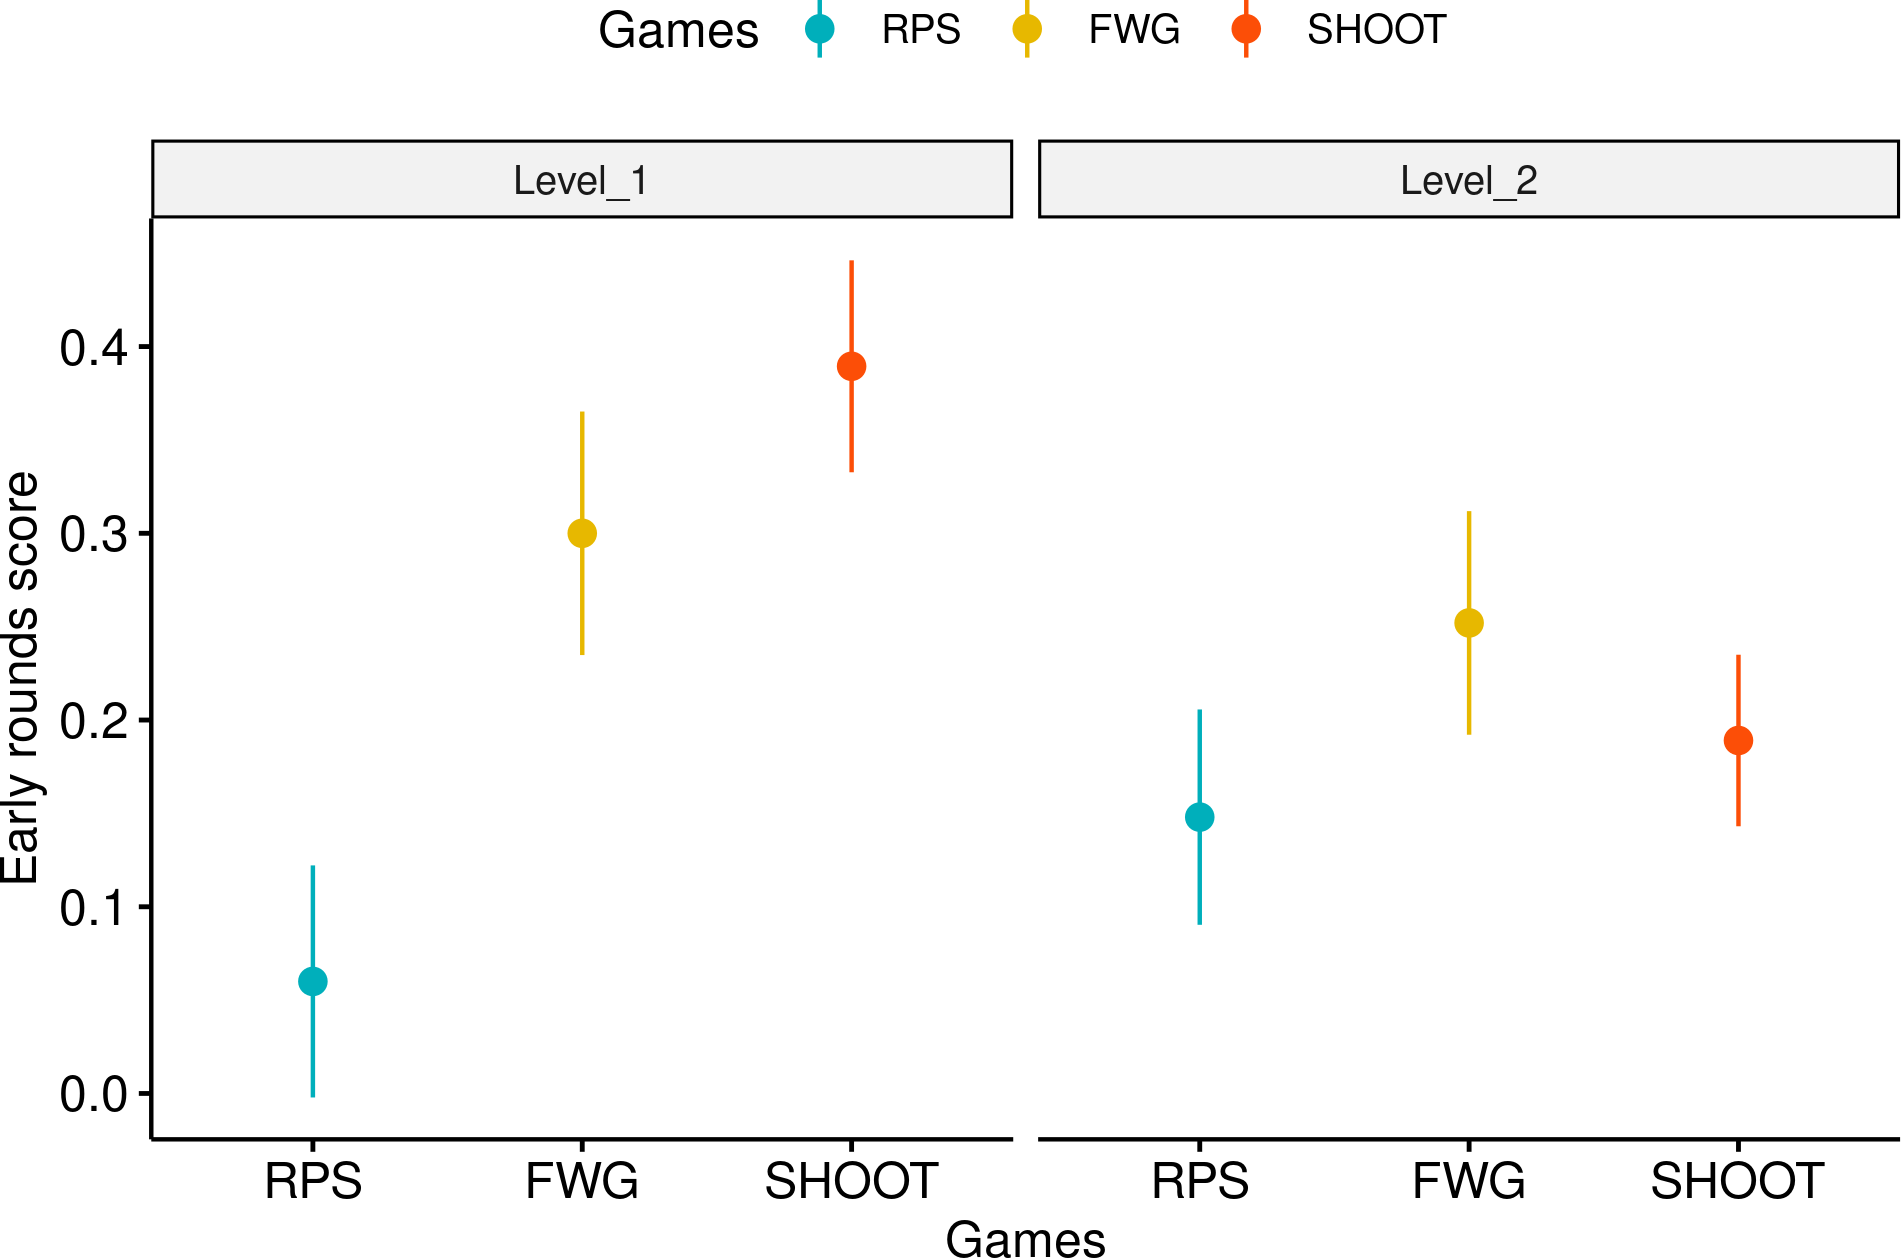 Games RPS FWG SHOOT
Level_1 Level_2
Early rounds score
0.4
0.3
0.2
0.1
0.0
RPS FWG SHOOT RPS FWG SHOOT
Games